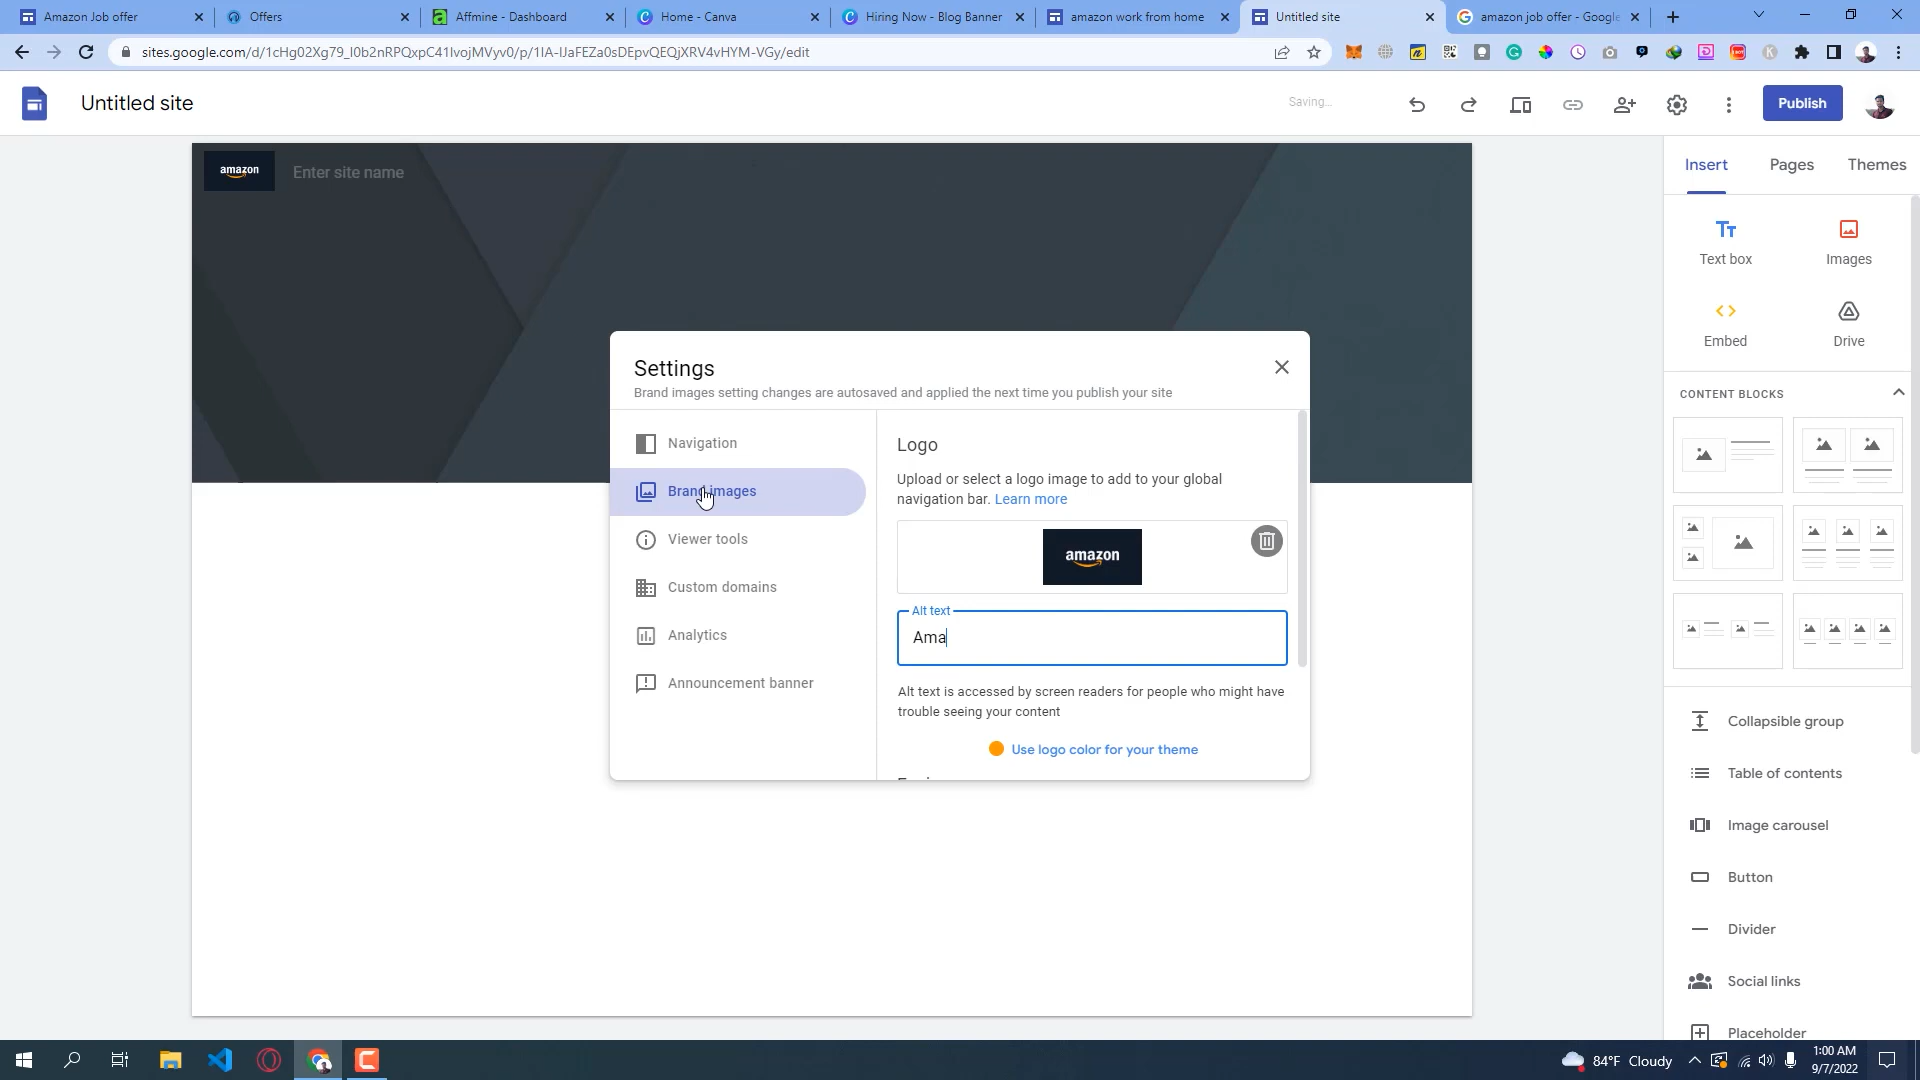 Amazon Job offer
Offers
Affmine - Dashboard
Home - Canva
Hiring Now - Blog Banner
amazon work from home
Untitled site
amazon job offer - Google
sites.google.com/d/1cHg02Xg79_
/edit
Untitled site
Saving...
Publish
amazon
Enter site name
Insert
Pages
Themes
Text box
Images
Embed
Drive
CONTENT BLOCKS
Collapsible group
Table of contents
Image carousel
Button
Divider
Social links
Placeholder
Settings
Brand images setting changes are autosaved and applied the next time you publish your site
Navigation
Brand images
Viewer tools
Custom domains
Analytics
Announcement banner
Logo
Upload or select a logo image to add to your global
navigation bar. Learn more
amazon
Alt text
Ama
Alt text is accessed by screen readers for people who might have
trouble seeing your content
Use logo color for your theme
84°F Cloudy
1:00 AM
9/7/2022